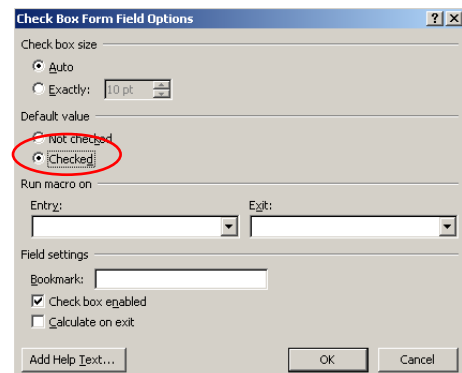 Check Box Form Field Options ? X
Check box size
Auto
Exactly: 10 pt
Default value
Not checked
Checked
Run macro on
Entry: Exit:
Field settings
Bookmark:
Check box enabled
Calculate on exit
Add Help Text... OK Cancel